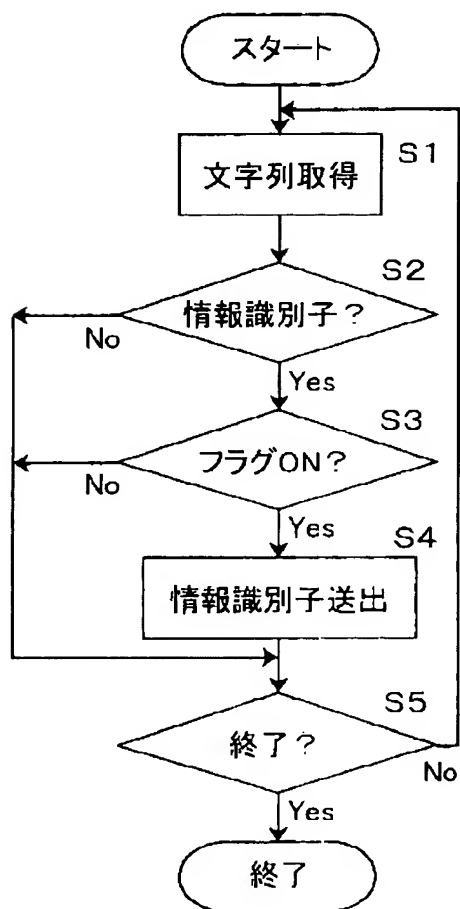 スタート
S1
文字列取得
S2
情報識別子?
No
Yes
S3
フラグON?
No
Yes
S4
情報識別子送出
S5
終了?
No
Yes
終了